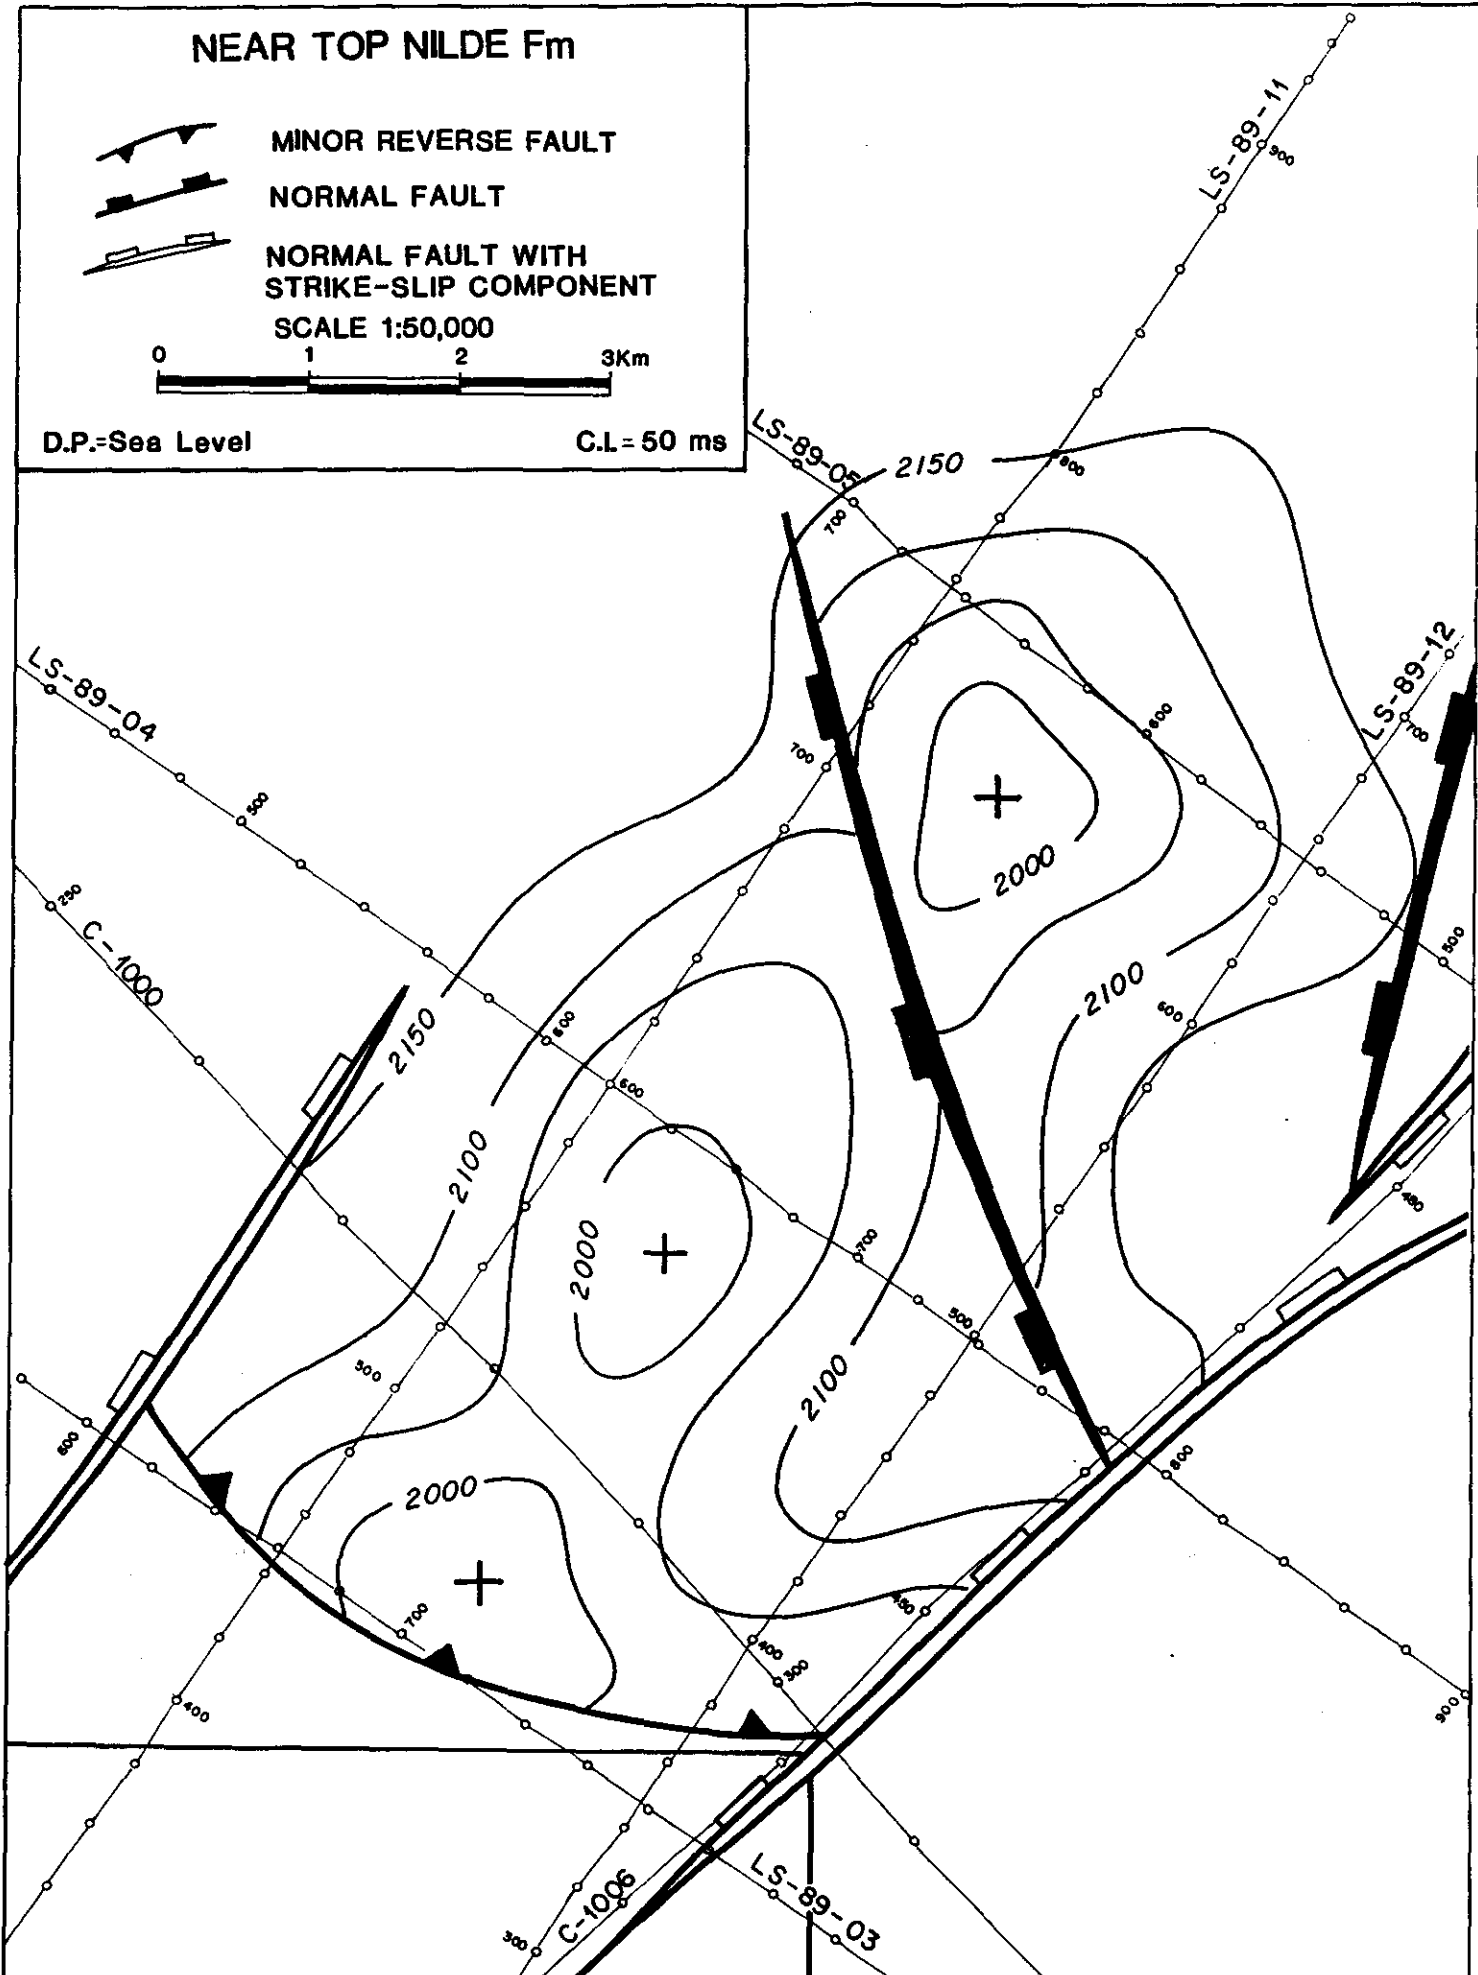 NEAR TOP NILDE Fm
MINOR REVERSE FAULT
NORMAL FAULT
NORMAL FAULT WITH
STRIKE-SLIP COMPONENT
SCALE 1:50,000
0 1 2 3Km
D.P.=Sea Level C.I.=50 ms
LS-89-11
900
LS-89-05
2150
800
700
LS-89-12
700
LS-89-04
600
700
500
2000
250
C-1000
500
2100
600
2150
600
600
2100
450
2000
700
500
500
2100
600
800
2000
450
700
400
300
400
900
LS-89-03
C-1006
300